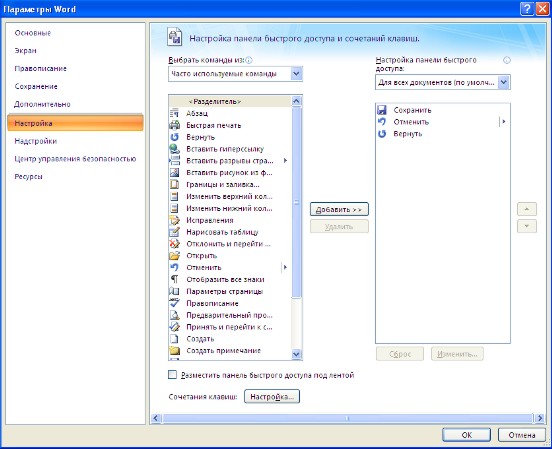 Параметры Word
Основные
Экран
Правописание
Сохранение
Дополнительно
Настройка
Надстройки
Центр управления безопасностью
Ресурсы
Настройка панели быстрого доступа и сочетаний клавиш.
Выбрать команды из:
Часто используемые команды
<Разделитель>
Абзац
Быстрая печать
Вернуть
Вставить гиперссылку
Вставить разрывы стра...
Вставить рисунок из ф...
Границы и заливка...
Изменить верхний кол...
Изменить нижний кол...
Исправления
Нарисовать таблицу
Отклонить и перейти ...
Открыть
Отменить
Отобразить все знаки
Параметры страницы
Правописание
Предварительный про...
Принять и перейти к с...
Создать
Создать примечание
Добавить >>
Удалить
Настройка панели быстрого
доступа:
Для всех документов (по умолч...
Сохранить
Отменить
Вернуть
Сброс
Изменить...
Разместить панель быстрого доступа под лентой
Сочетания клавиш:
Настройка...
ОК
Отмена